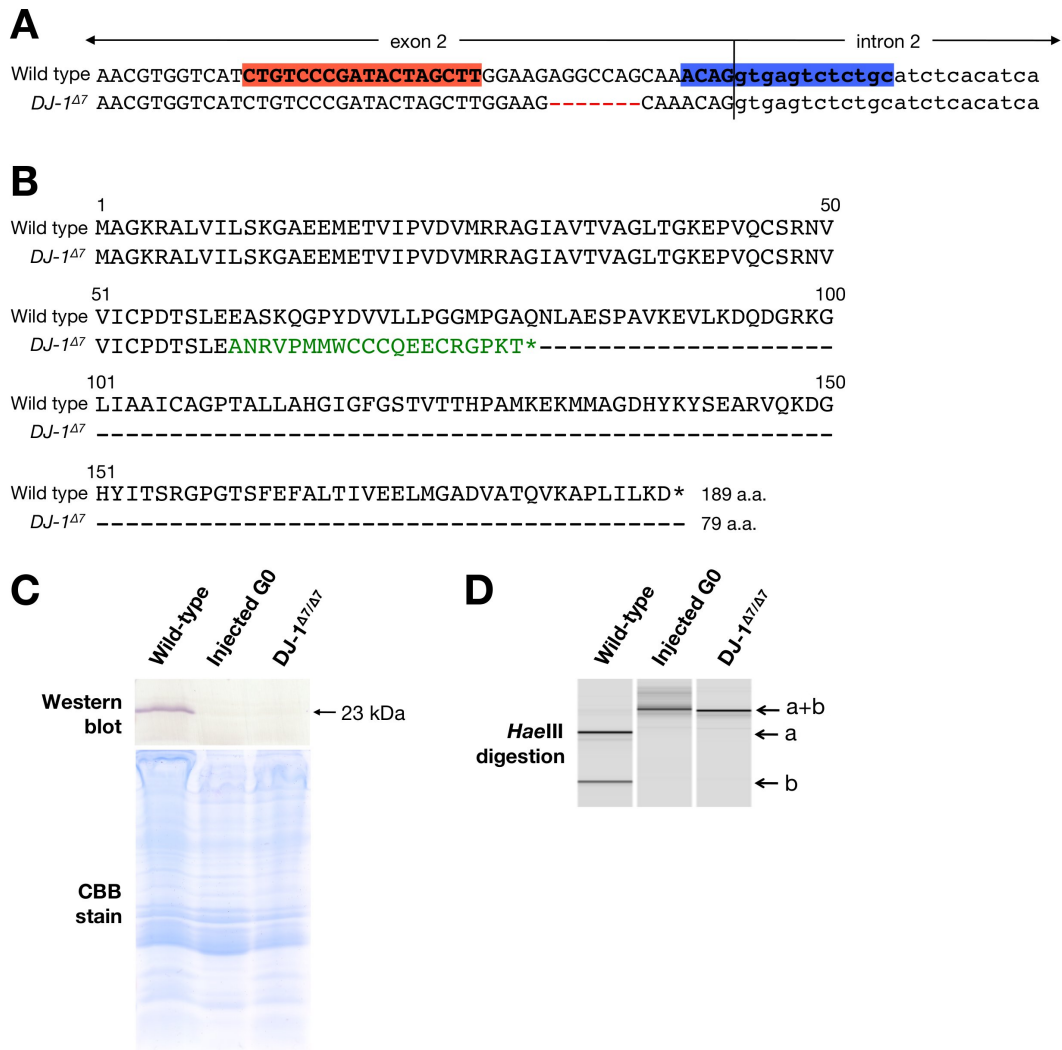 A
exon 2 intron 2
Wild type AACGTGGTCATCTGTCCCGATACTAGCTTGGAAGAGGCCAGCAAACAGgtgagtctctgcatctcacatca
DJ-1Δ7 AACGTGGTCATCTGTCCCGATACTAGCTTGGAAG-------CAAACAGgtgagtctctgcatctcacatca
B
1 50
Wild type MAGKRALVILSKGAEEMETVIPVDVMRRAGIAVTVAGLTGKEPVQCSRNV
DJ-1Δ7 MAGKRALVILSKGAEEMETVIPVDVMRRAGIAVTVAGLTGKEPVQCSRNV
51 100
Wild type VICPDTSLEEASKQGPYDVVLLPGGMPGAQNLAESPAVKEVLKDQDGRKG
DJ-1Δ7 VICPDTSLEANRVPMMWCCCQEECRGPKT*--------------------
101 150
Wild type LIAAICAGPTALLAHGIGFGSTVTTHPAMKEKMMAGDHYKYSEARVQKDG
DJ-1Δ7 --------------------------------------------------
151
Wild type HYITSRGPGTSFEFALTIVEELMGADVATQVKAPLILKD* 189 a.a.
DJ-1Δ7 ---------------------------------------- 79 a.a.
C
Wild-type Injected G0 DJ-1Δ7/Δ7
Western
blot
23 kDa
CBB
stain
D
Wild-type Injected G0 DJ-1Δ7/Δ7
HaeIII
digestion
a+b
a
b